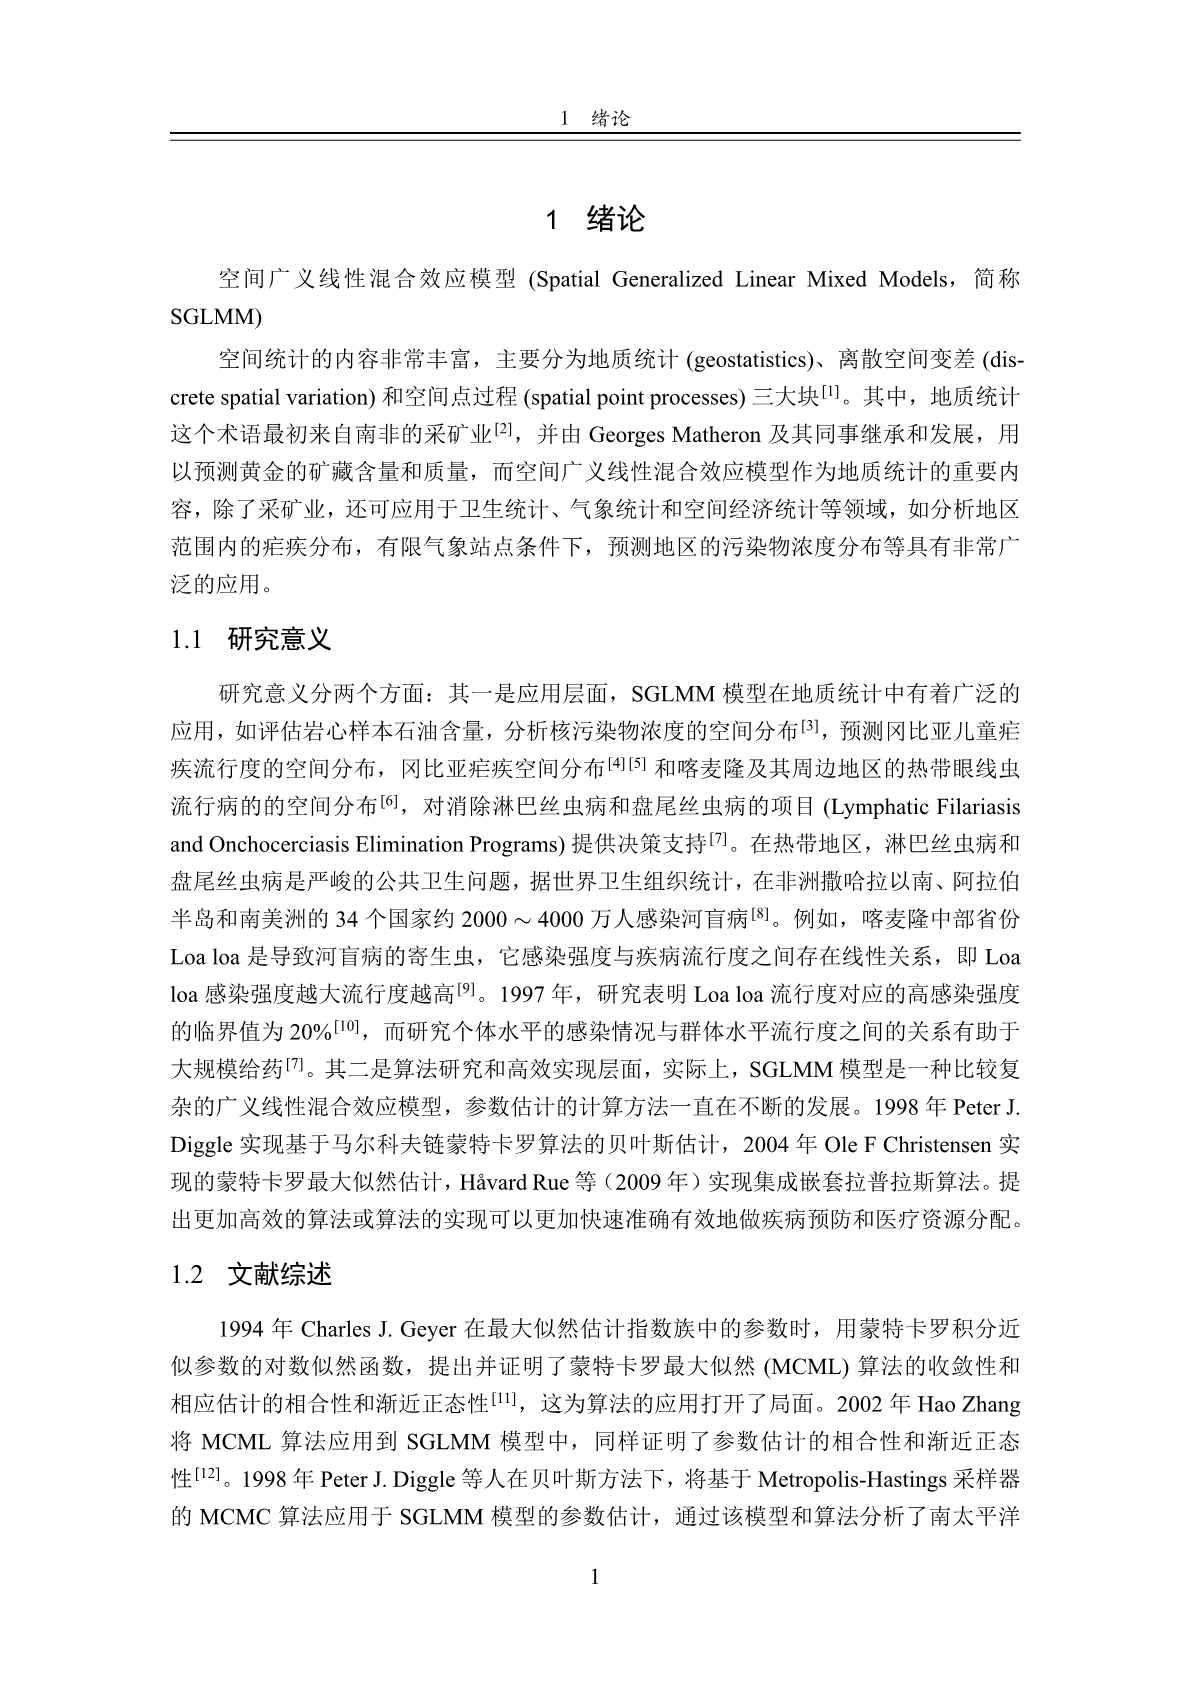 1 绪论
1 绪论
空间广义线性混合效应模型 (Spatial Generalized Linear Mixed Models，简称
SGLMM)
空间统计的内容非常丰富，主要分为地质统计 (geostatistics)、离散空间变差 (dis-
crete spatial variation) 和空间点过程 (spatial point processes) 三大块[1]。其中，地质统计
这个术语最初来自南非的采矿业[2]，并由 Georges Matheron 及其同事继承和发展，用
以预测黄金的矿藏含量和质量，而空间广义线性混合效应模型作为地质统计的重要内
容，除了采矿业，还可应用于卫生统计、气象统计和空间经济统计等领域，如分析地区
范围内的疟疾分布，有限气象站点条件下，预测地区的污染物浓度分布等具有非常广
泛的应用。
1.1 研究意义
研究意义分两个方面：其一是应用层面，SGLMM 模型在地质统计中有着广泛的
应用，如评估岩心样本石油含量，分析核污染物浓度的空间分布[3]，预测冈比亚儿童疟
疾流行度的空间分布，冈比亚疟疾空间分布[4][5] 和喀麦隆及其周边地区的热带眼线虫
流行病的的空间分布[6]，对消除淋巴丝虫病和盘尾丝虫病的项目 (Lymphatic Filariasis
and Onchocerciasis Elimination Programs) 提供决策支持[7]。在热带地区，淋巴丝虫病和
盘尾丝虫病是严峻的公共卫生问题，据世界卫生组织统计，在非洲撒哈拉以南、阿拉伯
半岛和南美洲的 34 个国家约 2000 ∼ 4000 万人感染河盲病[8]。例如，喀麦隆中部省份
Loa loa 是导致河盲病的寄生虫，它感染强度与疾病流行度之间存在线性关系，即 Loa
loa 感染强度越大流行度越高[9]。1997 年，研究表明 Loa loa 流行度对应的高感染强度
的临界值为 20%[10]，而研究个体水平的感染情况与群体水平流行度之间的关系有助于
大规模给药[7]。其二是算法研究和高效实现层面，实际上，SGLMM 模型是一种比较复
杂的广义线性混合效应模型，参数估计的计算方法一直在不断的发展。1998 年 Peter J.
Diggle 实现基于马尔科夫链蒙特卡罗算法的贝叶斯估计，2004 年 Ole F Christensen 实
现的蒙特卡罗最大似然估计，Håvard Rue 等（2009 年）实现集成嵌套拉普拉斯算法。提
出更加高效的算法或算法的实现可以更加快速准确有效地做疾病预防和医疗资源分配。
1.2 文献综述
1994 年 Charles J. Geyer 在最大似然估计指数族中的参数时，用蒙特卡罗积分近
似参数的对数似然函数，提出并证明了蒙特卡罗最大似然 (MCML) 算法的收敛性和
相应估计的相合性和渐近正态性[11]，这为算法的应用打开了局面。2002 年 Hao Zhang
将 MCML 算法应用到 SGLMM 模型中，同样证明了参数估计的相合性和渐近正态
性[12]。1998 年 Peter J. Diggle 等人在贝叶斯方法下，将基于 Metropolis-Hastings 采样器
的 MCMC 算法应用于 SGLMM 模型的参数估计，通过该模型和算法分析了南太平洋
1